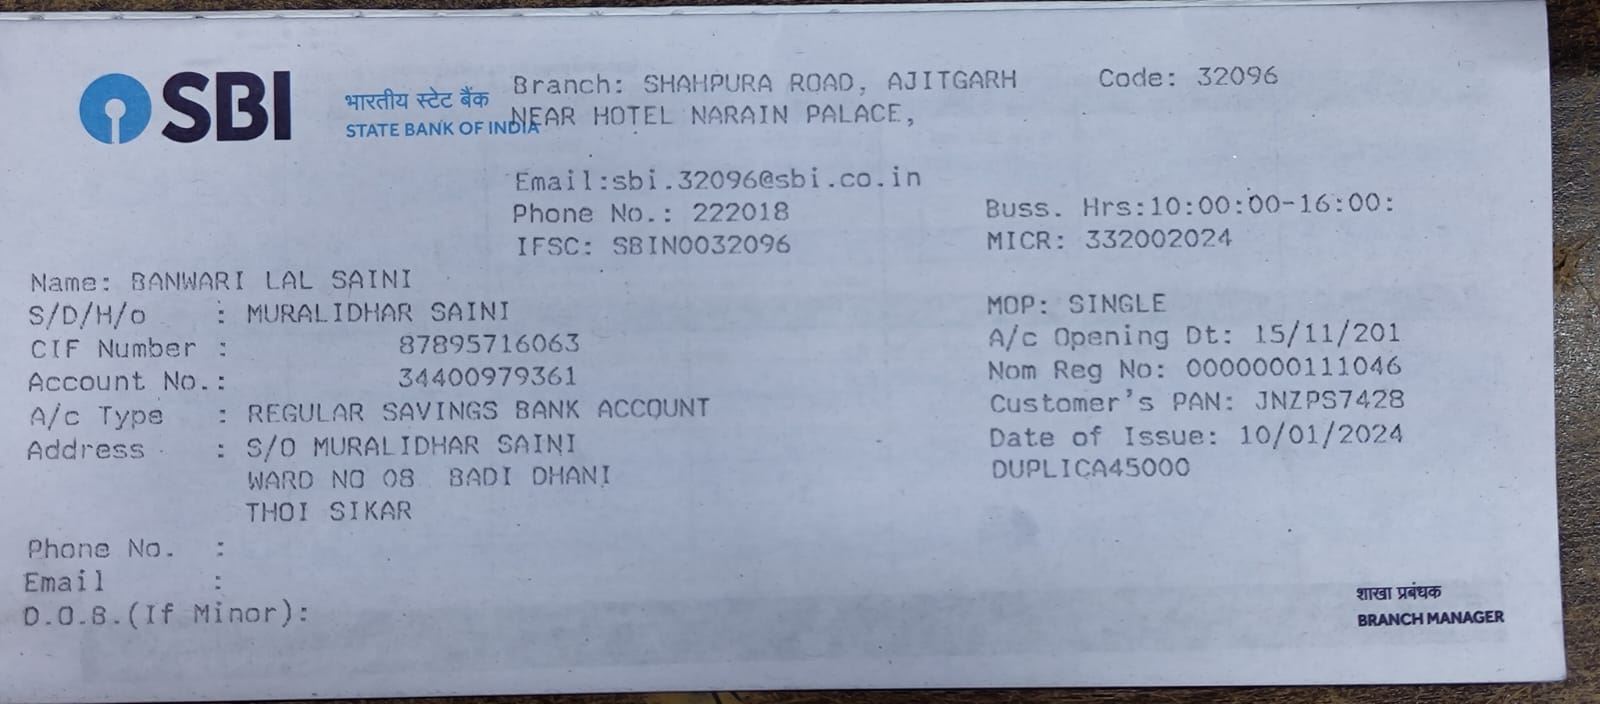 SBI
भारतीय स्टेट बैंक
STATE BANK OF INDIA
Branch: SHAHPURA ROAD, AJITGARH Code: 32096
NEAR HOTEL NARAIN PALACE,
Email:sbi.32096@sbi.co.in
Phone No.: 222018 Buss. Hrs:10:00:00-16:00:
IFSC: SBIN0032096 MICR: 332002024
Name: BANWARI LAL SAINI
S/D/H/o : MURALIDHAR SAINI MOP: SINGLE
CIF Number : 87895716063 A/c Opening Dt: 15/11/201
Account No.: 34400979361 Nom Reg No: 0000000111046
A/c Type : REGULAR SAVINGS BANK ACCOUNT Customer's PAN: JNZPS7428
Address : S/O MURALIDHAR SAINI Date of Issue: 10/01/2024
WARD NO 08 BADI DHANI DUPLICA45000
THOI SIKAR
Phone No. :
Email :
D.O.B.(If Minor):
शाखा प्रबंधक
BRANCH MANAGER